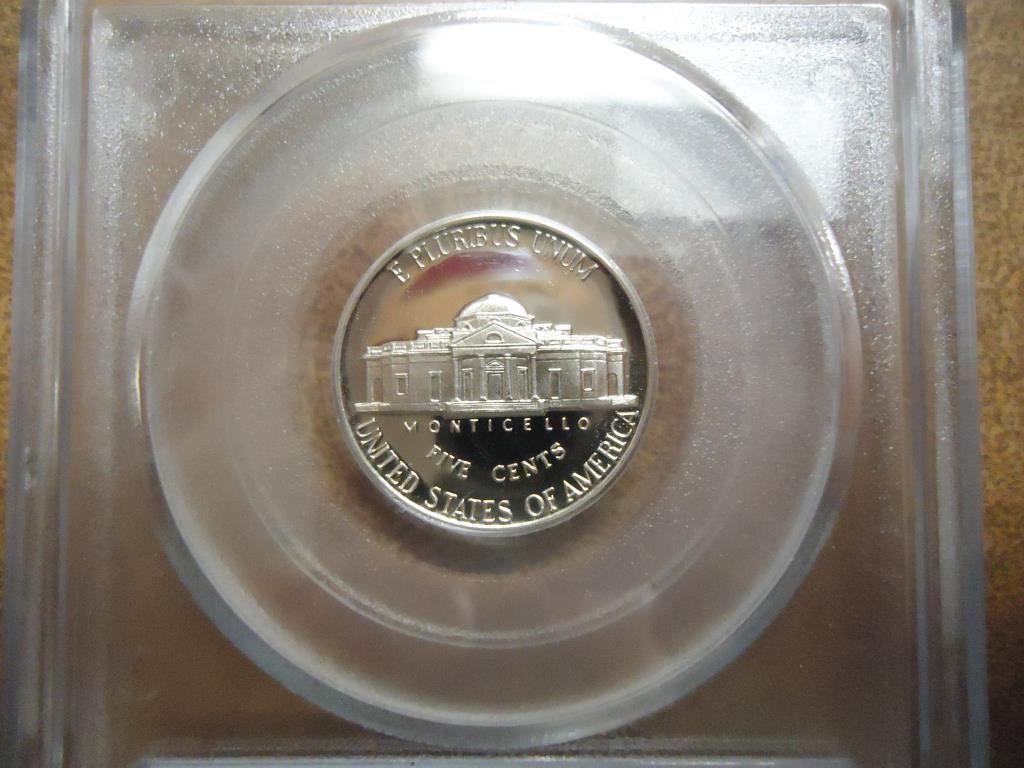 E PLURIBUS UNUM
MONTICELLO
FIVE CENTS
UNITED STATES OF AMERICA